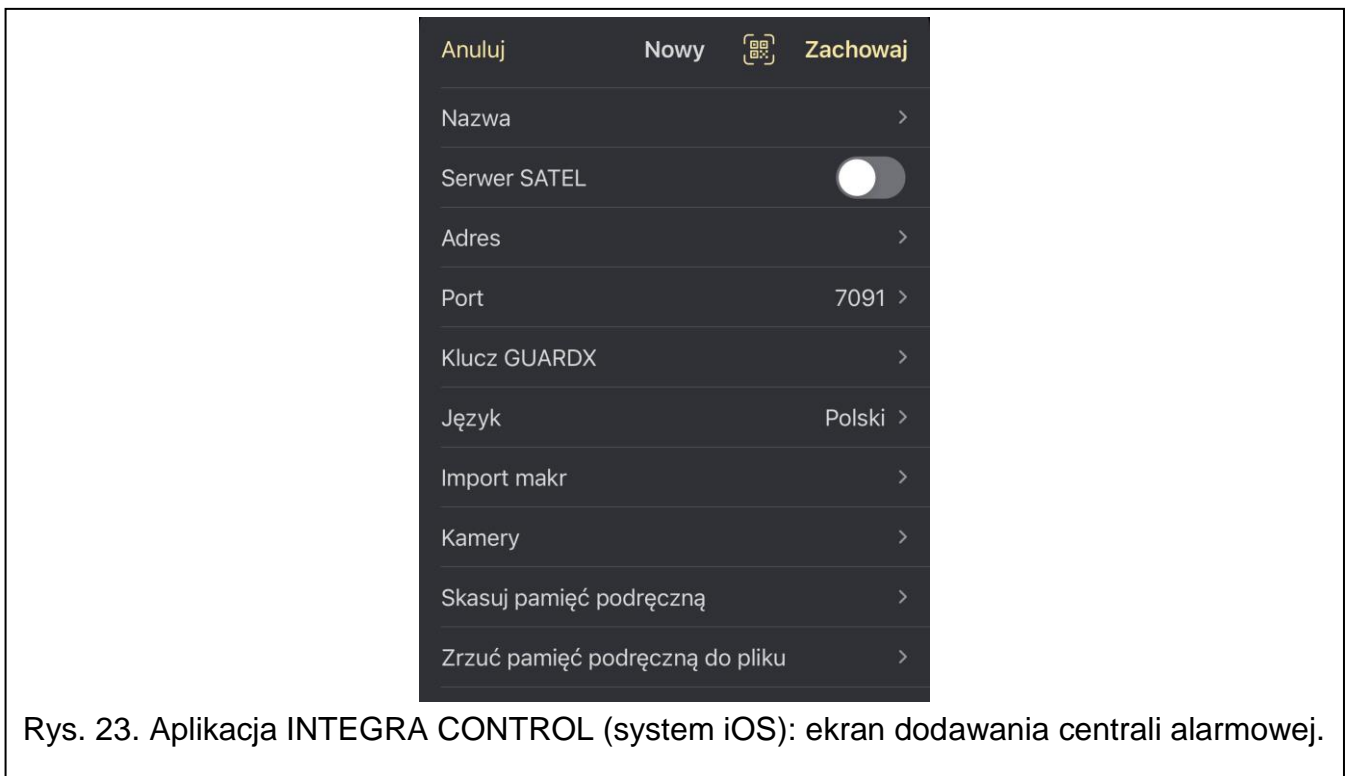 Anuluj Nowy Zachowaj
Nazwa
Serwer SATEL
Adres
Port 7091
Klucz GUARDX
Język Polski
Import makr
Kamery
Skasuj pamięć podręczną
Zrzuć pamięć podręczną do pliku
Rys. 23. Aplikacja INTEGRA CONTROL (system iOS): ekran dodawania centrali alarmowej.